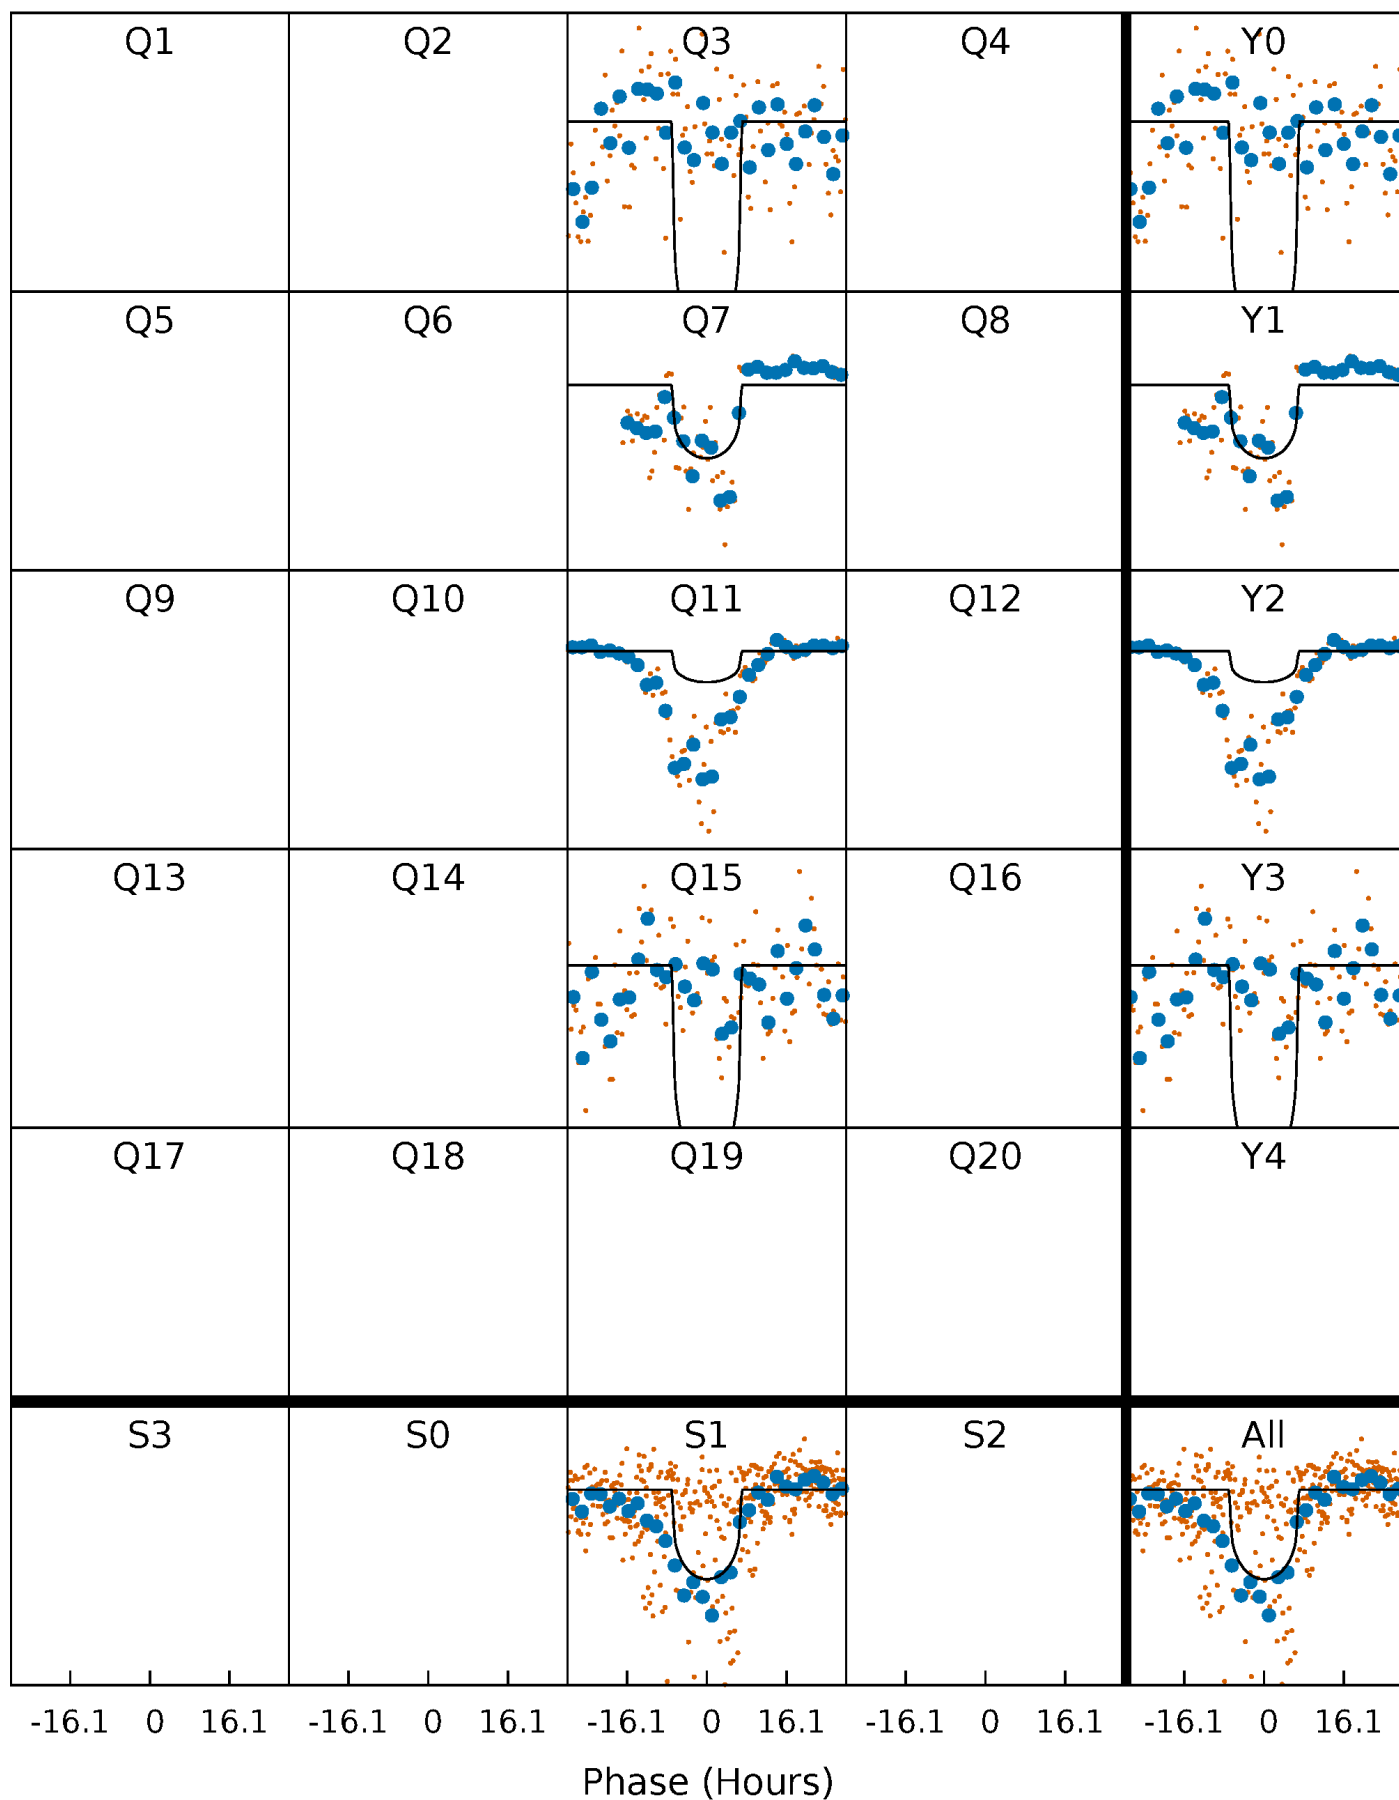 Q1 Q2 Q3 Q4 Y0
Q5 Q6 Q7 Q8 Y1
Q9 Q10 Q11 Q12 Y2
Q13 Q14 Q15 Q16 Y3
Q17 Q18 Q19 Q20 Y4
S3 S0 S1 S2 All
-16.1 0 16.1 -16.1 0 16.1 -16.1 0 16.1 -16.1 0 16.1 -16.1 0 16.1
Phase (Hours)